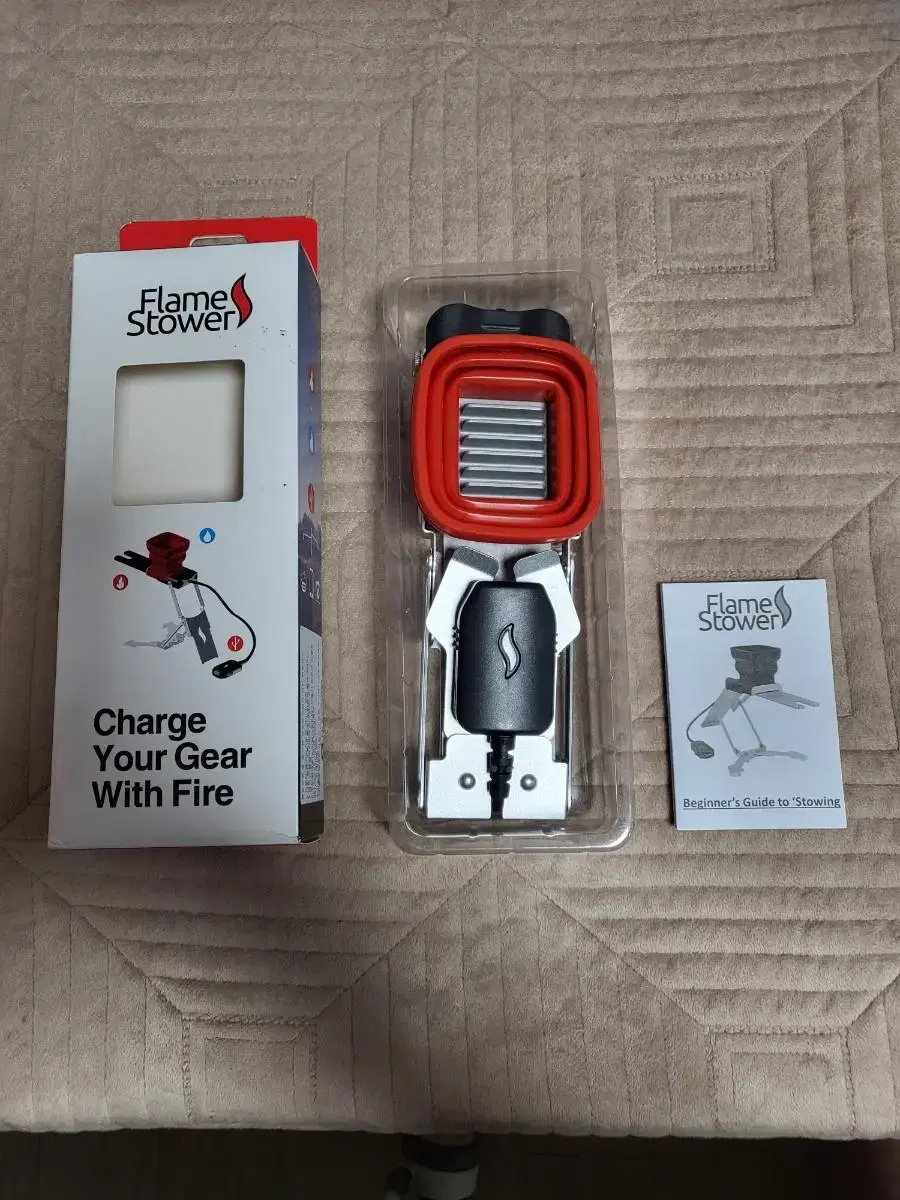 Flame
Stower
Charge
Your Gear
With Fire
Flame
Stower
Beginner's Guide to 'Stowing